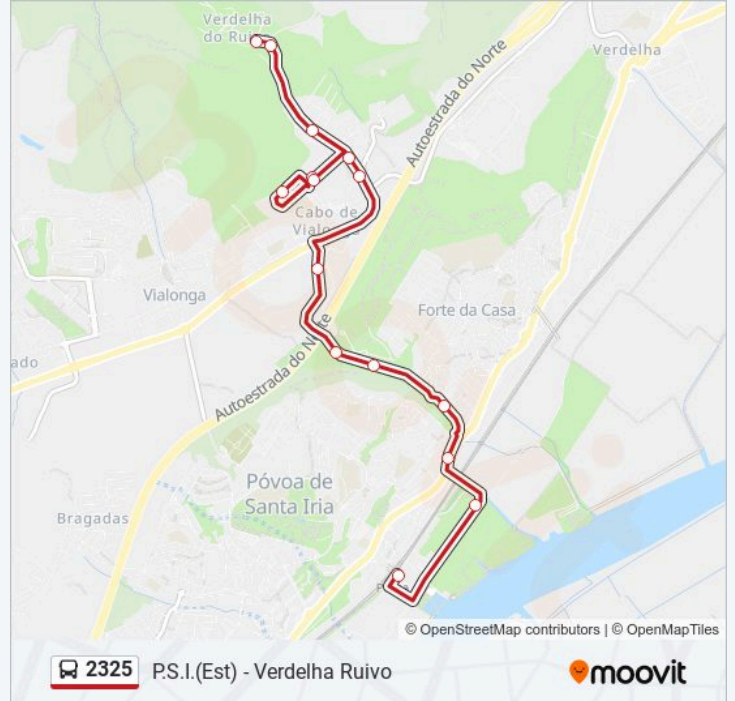 Verdelha
do Ruivo
Verdelha
Autoestrada do Norte
Cabo de
Vialonga
Vialonga
Forte da Casa
Autoestrada do Norte
Póvoa de
Santa Iria
Bragadas
© OpenStreetMap contributors | © OpenMapTiles
2325 P.S.I.(Est) - Verdelha Ruivo
moovit